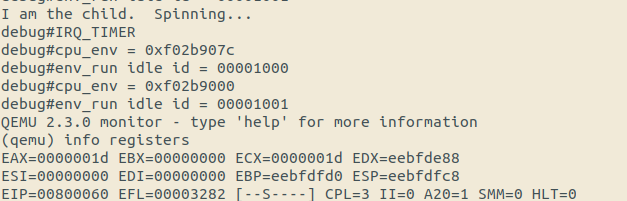 I am the child.  Spinning...
debug#IRQ_TIMER
debug#cpu_env = 0xf02b907c
debug#env_run idle id = 00001000
debug#cpu_env = 0xf02b9000
debug#env_run idle id = 00001001
QEMU 2.3.0 monitor - type 'help' for more information
(qemu) info registers
EAX=0000001d EBX=00000000 ECX=0000001d EDX=eebfde88
ESI=00000000 EDI=00000000 EBP=eebfdfd0 ESP=eebfdfc8
EIP=00800060 EFL=00003282 [--S----] CPL=3 II=0 A20=1 SMM=0 HLT=0